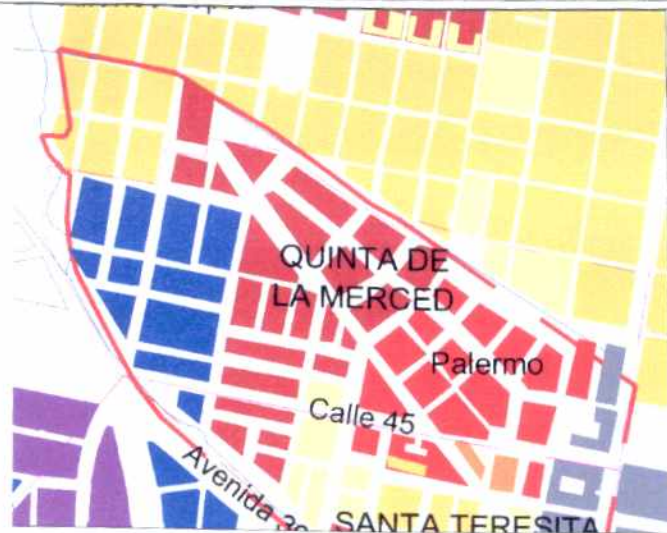 QUINTA DE
LA MERCED
Palermo
Calle 45
Avenida
SANTA TERESITA